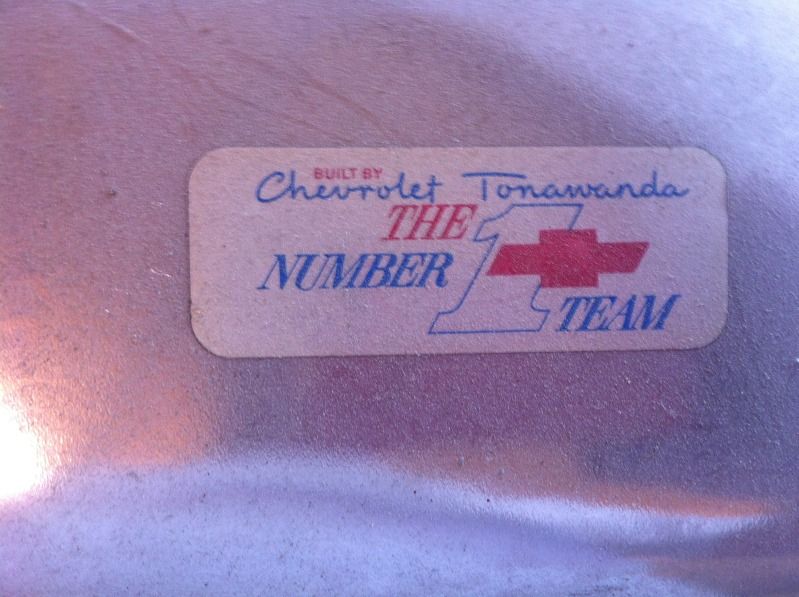 BUILT BY
Chevrolet Tonawanda
THE
NUMBER 1
TEAM